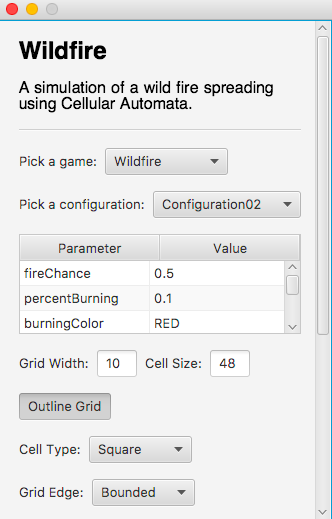 Wildfire
A simulation of a wild fire spreading
using Cellular Automata.
Pick a game: Wildfire
Pick a configuration: Configuration02
Parameter Value
fireChance 0.5
percentBurning 0.1
burningColor RED
Grid Width: 10 Cell Size: 48
Outline Grid
Cell Type: Square
Grid Edge: Bounded